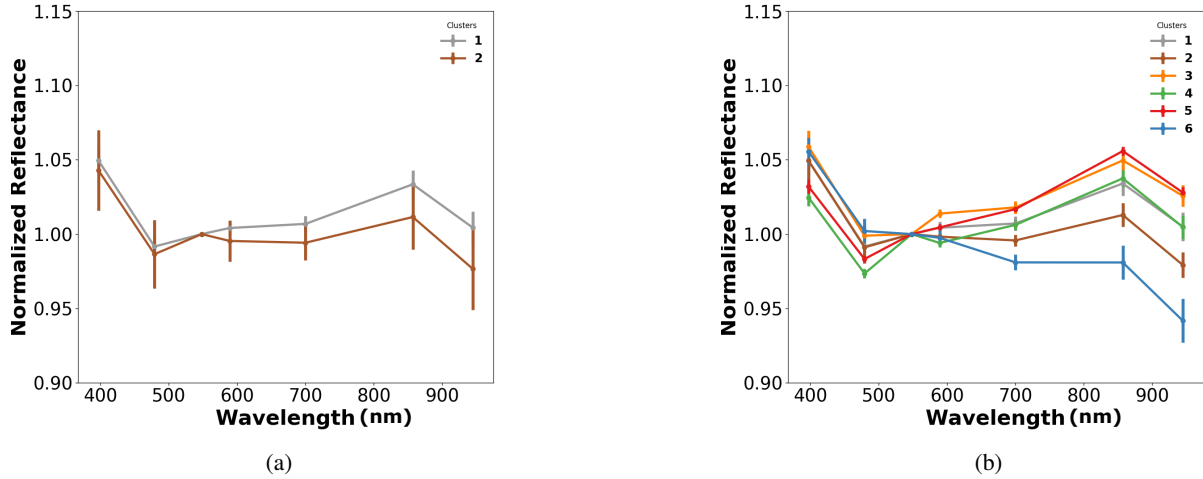 Normalized Reflectance
1.15
1.10
1.05
1.00
0.95
0.90
400 500 600 700 800 900
Wavelength (nm)
Clusters
1
2
(a)
Normalized Reflectance
1.15
1.10
1.05
1.00
0.95
0.90
400 500 600 700 800 900
Wavelength (nm)
Clusters
1
2
3
4
5
6
(b)